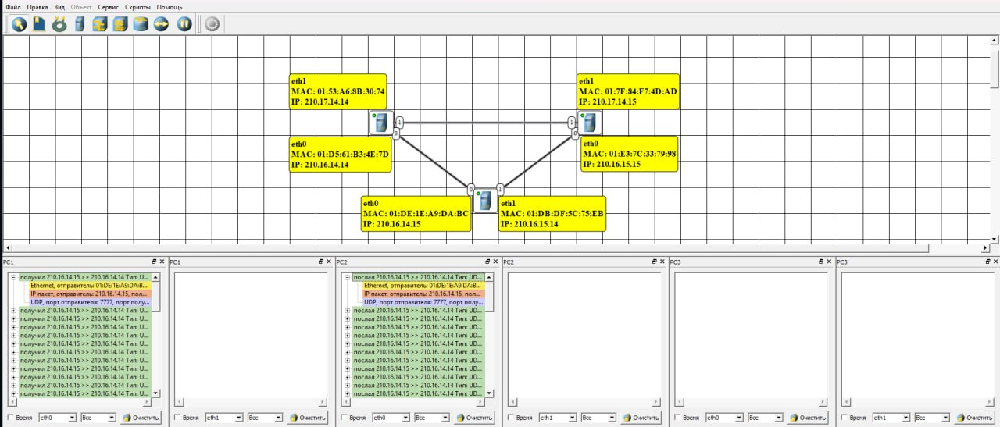 Файл Правка Вид Объект Сервис Скрипты Помощь
eth1
MAC: 01:53:A6:8B:30:74
IP: 210.17.14.14
eth1
MAC: 01:7F:84:F7:4D:AD
IP: 210.17.14.15
1
1
0
0
eth0
MAC: 01:D5:61:B3:4E:7D
IP: 210.16.14.14
eth0
MAC: 01:E3:7C:33:79:98
IP: 210.16.15.15
0
1
eth0
MAC: 01:DE:1E:A9:DA:BC
IP: 210.16.14.15
eth1
MAC: 01:DB:DF:5C:75:EB
IP: 210.16.15.14
PC1
получил 210.16.14.15 >> 210.16.14.14 Тип: U...
Ethernet, отправитель: 01:DE:1E:A9:DA:B...
IP пакет, отправитель: 210.16.14.15, пол...
UDP, порт отправителя: 7777, порт полу...
получил 210.16.14.15 >> 210.16.14.14 Тип: U...
получил 210.16.14.15 >> 210.16.14.14 Тип: U...
получил 210.16.14.15 >> 210.16.14.14 Тип: U...
получил 210.16.14.15 >> 210.16.14.14 Тип: U...
получил 210.16.14.15 >> 210.16.14.14 Тип: U...
получил 210.16.14.15 >> 210.16.14.14 Тип: U...
получил 210.16.14.15 >> 210.16.14.14 Тип: U...
получил 210.16.14.15 >> 210.16.14.14 Тип: U...
получил 210.16.14.15 >> 210.16.14.14 Тип: U...
получил 210.16.14.15 >> 210.16.14.14 Тип: U...
получил 210.16.14.15 >> 210.16.14.14 Тип: U...
Время eth0 Все Очистить
PC1
Время eth1 Все Очистить
PC2
послал 210.16.14.15 >> 210.16.14.14 Тип: UD...
Ethernet, отправитель: 01:DE:1E:A9:DA:B...
IP пакет, отправитель: 210.16.14.15, пол...
UDP, порт отправителя: 7777, порт полу...
послал 210.16.14.15 >> 210.16.14.14 Тип: UD...
послал 210.16.14.15 >> 210.16.14.14 Тип: UD...
послал 210.16.14.15 >> 210.16.14.14 Тип: UD...
послал 210.16.14.15 >> 210.16.14.14 Тип: UD...
послал 210.16.14.15 >> 210.16.14.14 Тип: UD...
послал 210.16.14.15 >> 210.16.14.14 Тип: UD...
послал 210.16.14.15 >> 210.16.14.14 Тип: UD...
послал 210.16.14.15 >> 210.16.14.14 Тип: UD...
послал 210.16.14.15 >> 210.16.14.14 Тип: UD...
послал 210.16.14.15 >> 210.16.14.14 Тип: UD...
послал 210.16.14.15 >> 210.16.14.14 Тип: UD...
Время eth0 Все Очистить
PC2
Время eth1 Все Очистить
PC3
Время eth0 Все Очистить
PC3
Время eth1 Все Очистить